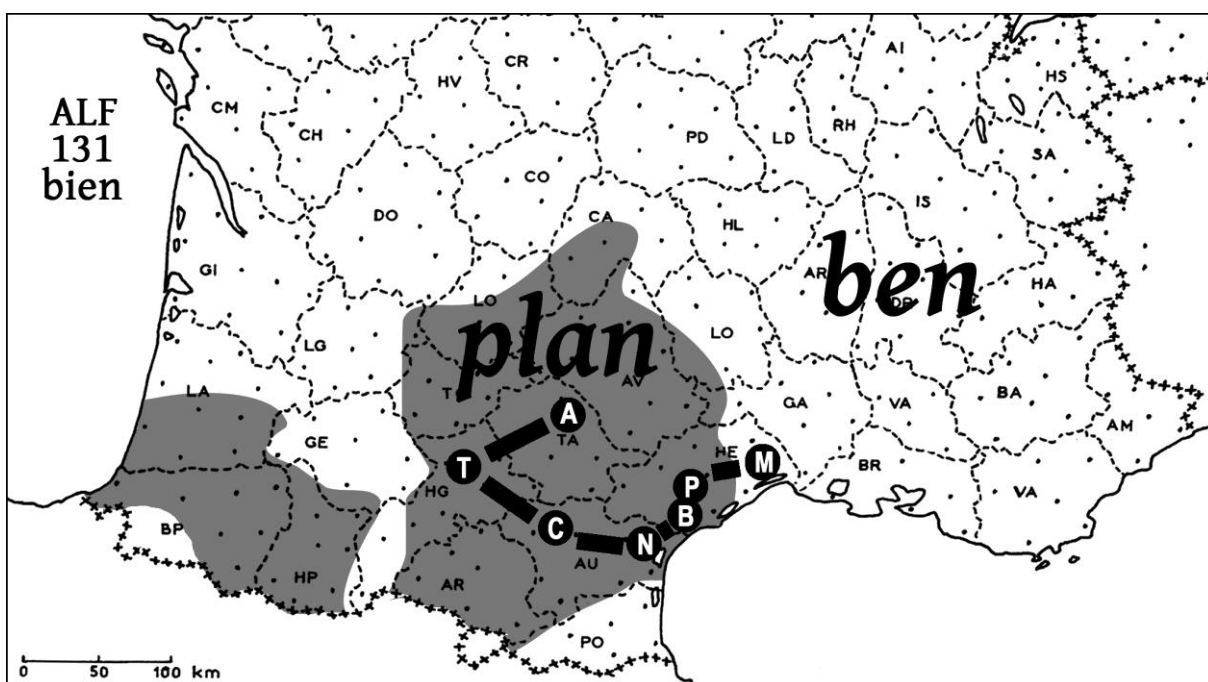 ALF
131
bien
CM
CH
HV
CR
PD
LD
RH
AI
HS
SA
GI
DO
CO
CA
HL
AR
IS
HA
ben
LO
plan
LO
LG
LA
GE
AV
TA
GA
VA
BA
AM
BR
VA
HE
HG
AU
AR
BP
HP
PO
A
T
C
N
B
P
M
0 50 100 km